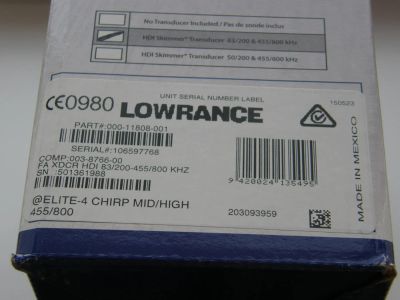 No Transducer Included / Pas de sonde inclus
HDI Skimmer® Transducer 83/200 & 455/800 kHz
HDI Skimmer® Transducer 50/200 & 455/800 kHz
UNIT SERIAL NUMBER LABEL
150523
CE0980 LOWRANCE
PART#:000-11808-001
SERIAL#:106597768
COMP:003-8766-00
FA XDCR HDI 83/200-455/800 KHZ
SN :501361988
9 420024 135495
MADE IN MEXICO
@ELITE-4 CHIRP MID/HIGH
455/800
203093959